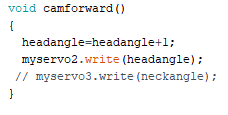 void camforward()
{
headangle=headangle+1;
myservo2.write(headangle);
// myservo3.write(neckangle);
}